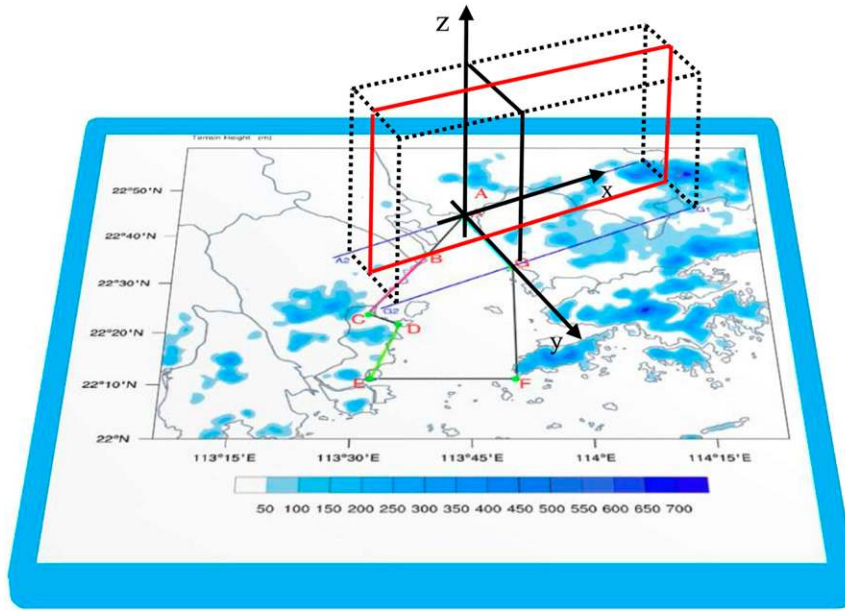 Z
Terrain Height (m)
A
x
22°50'N
22°40'N
22°30'N
22°20'N
22°10'N
22°N
A2
B
G
G1
G2
C
D
y
E
F
113°15'E
113°30'E
113°45'E
114°E
114°15'E
50 100 150 200 250 300 350 400 450 500 550 600 650 700